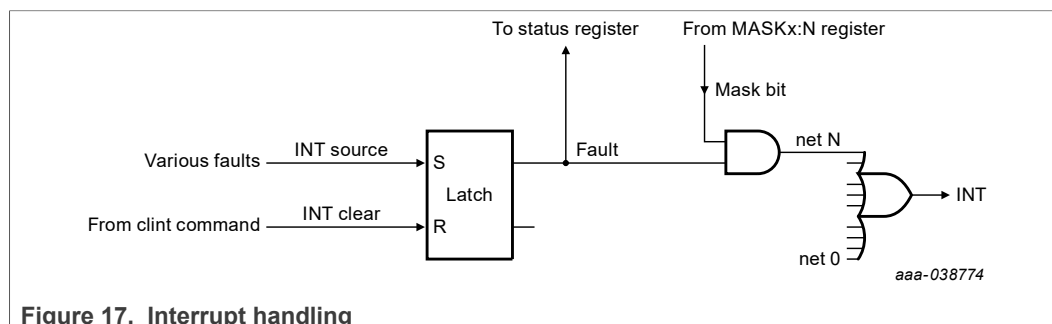 To status register
From MASKx:N register
Mask bit
net N
Various faults
INT source
S
Fault
Latch
INT
From clint command
INT clear
R
net 0
aaa-038774
Figure 17. Interrupt handling